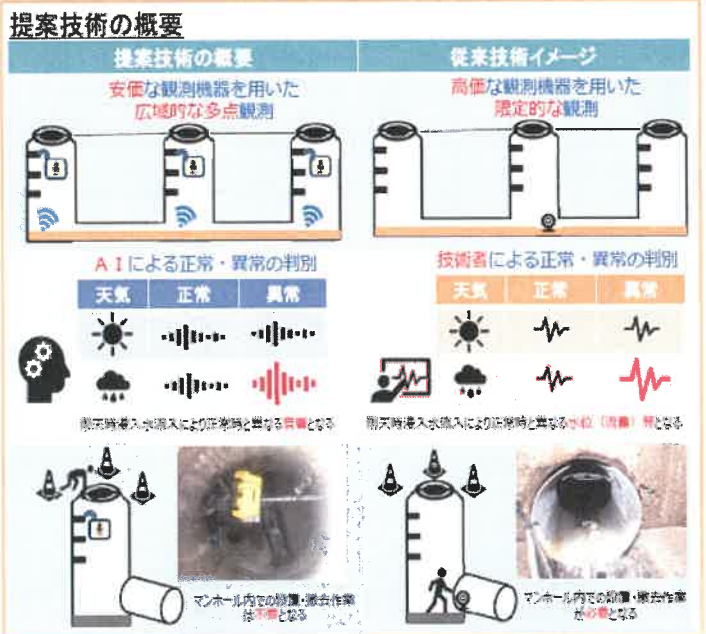 提案技術の概要
提案技術の概要
安価な観測機器を用いた
広域的な多点観測
AIによる正常・異常の判別
天気 正常 異常
雨天時浸入水流入により正常時と異なる音響となる
マンホール内での設置・撤去作業
は不要となる
従来技術イメージ
高価な観測機器を用いた
限定的な観測
技術者による正常・異常の判別
天気 正常 異常
雨天時浸入水流入により正常時と異なる水位(流量)等となる
マンホール内での設置・撤去作業
が必要となる